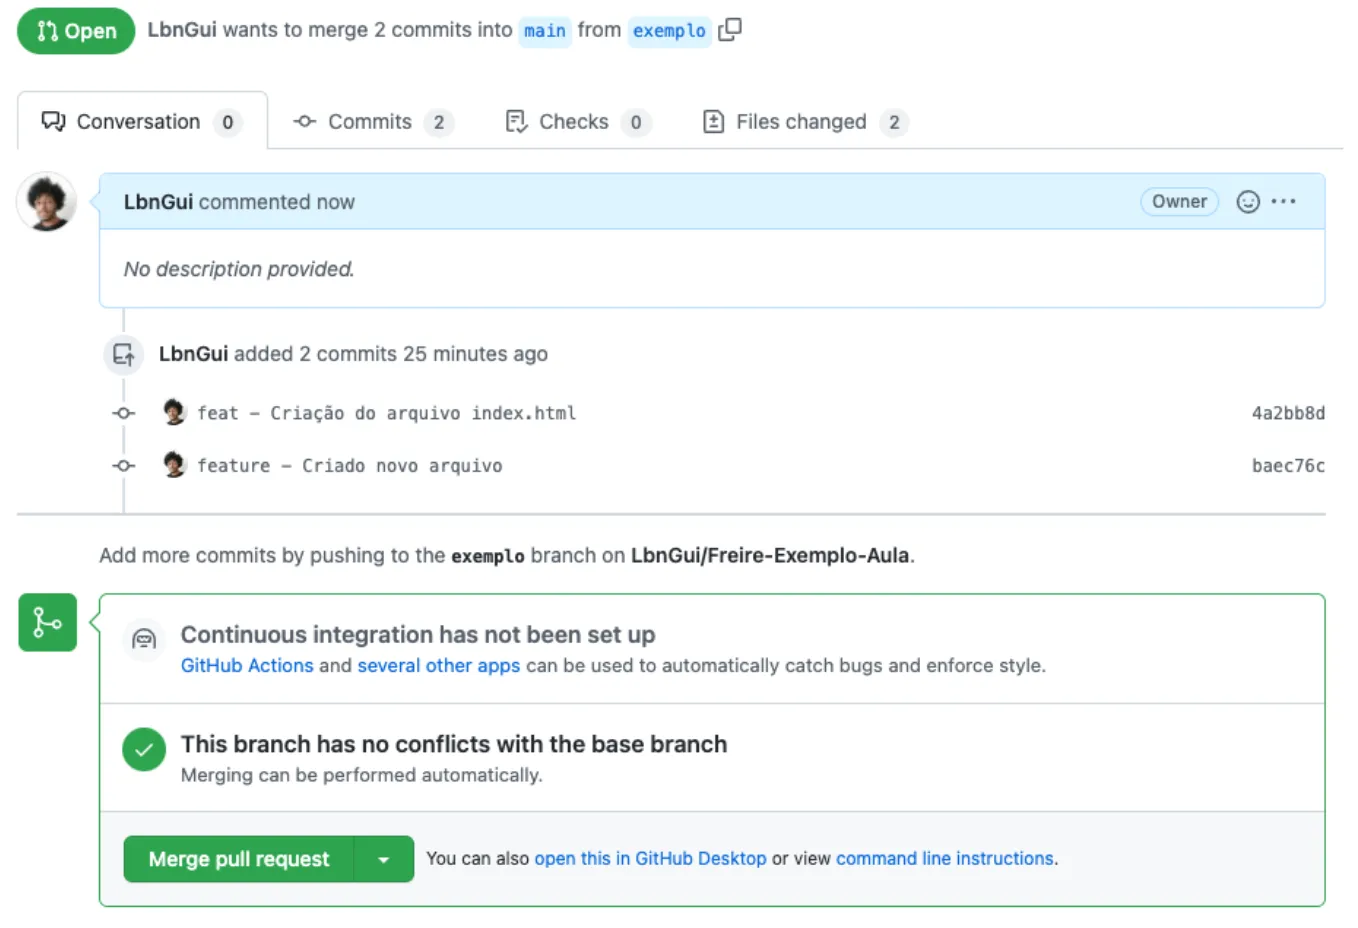 Open LbnGui wants to merge 2 commits into main from exemplo
Conversation 0 Commits 2 Checks 0 Files changed 2
LbnGui commented now Owner
No description provided.
LbnGui added 2 commits 25 minutes ago
feat – Criação do arquivo index.html 4a2bb8d
feature – Criado novo arquivo baec76c
Add more commits by pushing to the exemplo branch on LbnGui/Freire-Exemplo-Aula.
Continuous integration has not been set up
GitHub Actions and several other apps can be used to automatically catch bugs and enforce style.
This branch has no conflicts with the base branch
Merging can be performed automatically.
Merge pull request You can also open this in GitHub Desktop or view command line instructions.